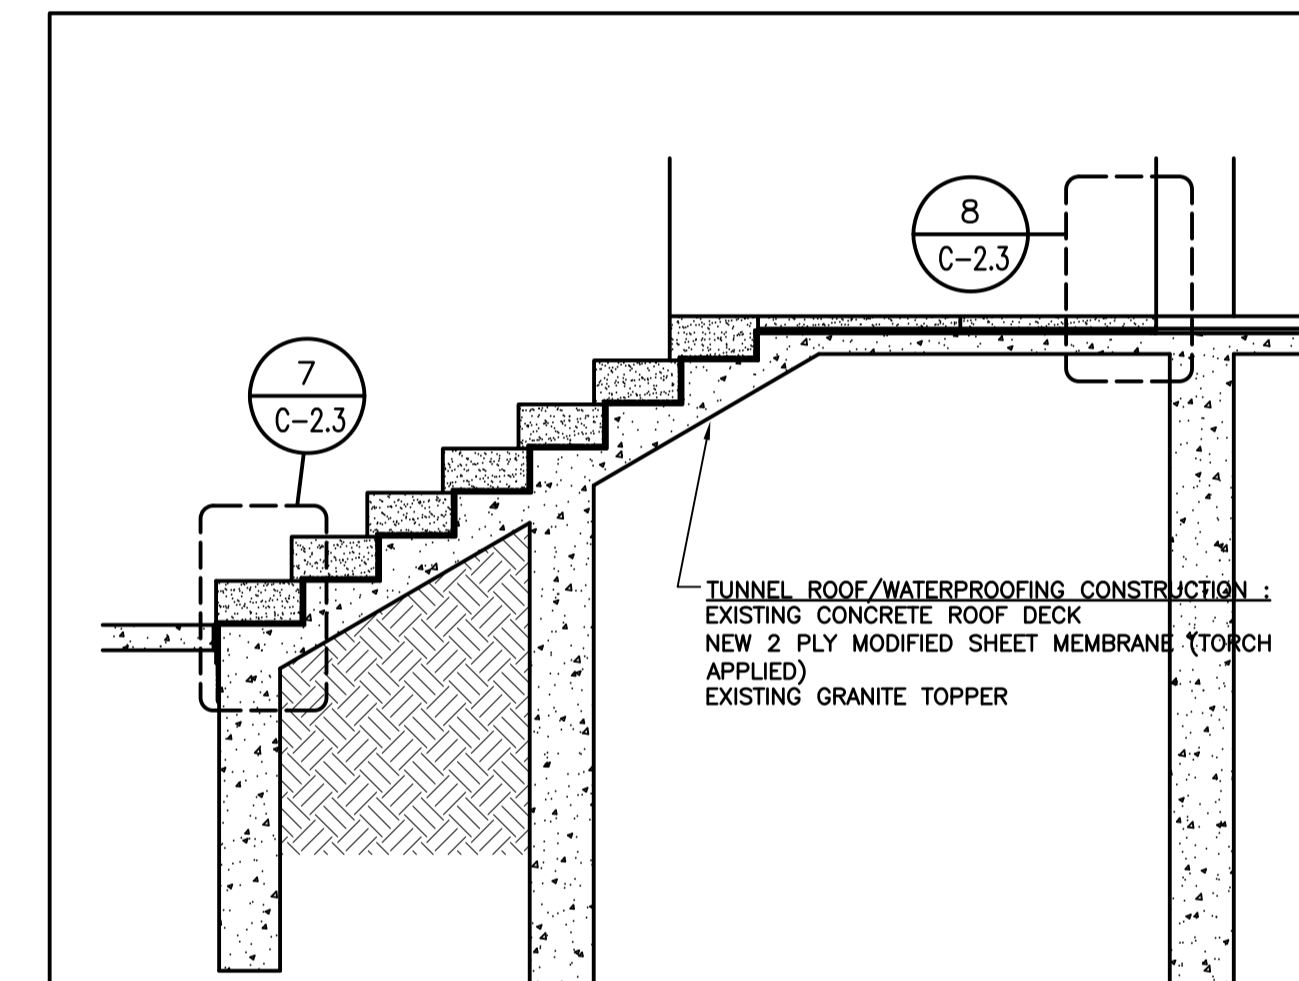 8
C-2.3
7
C-2.3
TUNNEL ROOF/WATERPROOFING CONSTRUCTION :
EXISTING CONCRETE ROOF DECK
NEW 2 PLY MODIFIED SHEET MEMBRANE (TORCH
APPLIED)
EXISTING GRANITE TOPPER